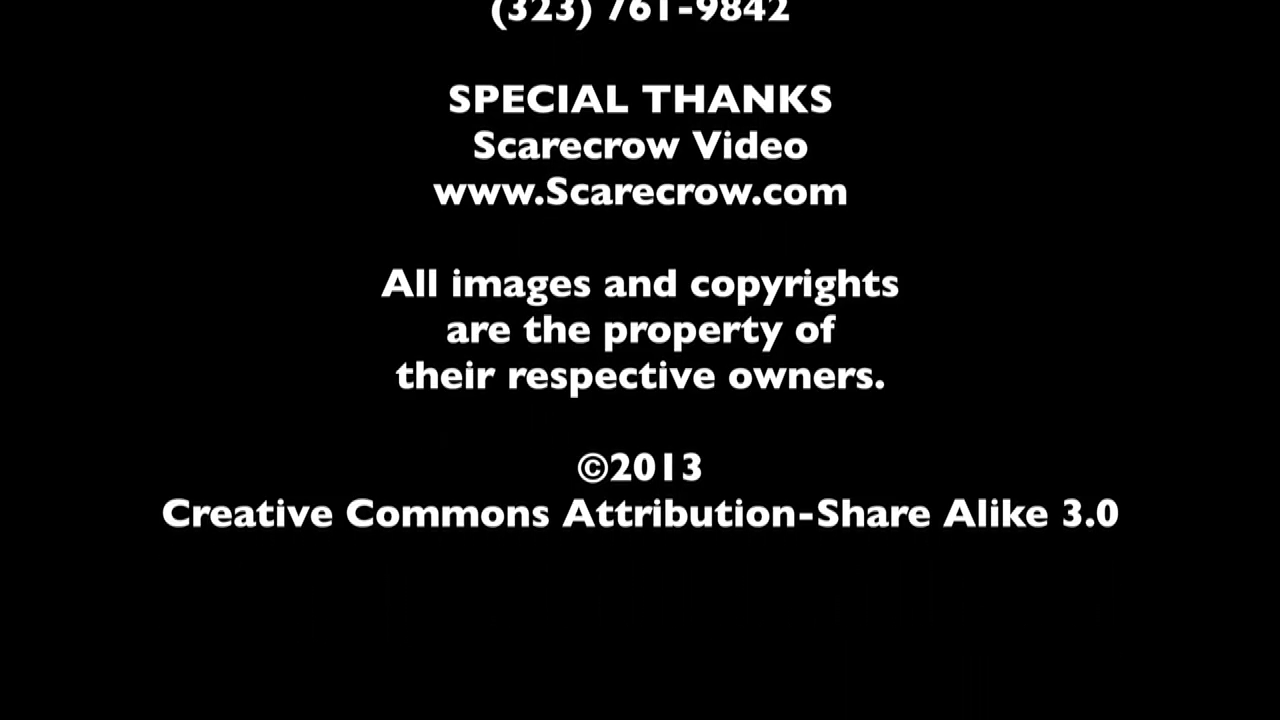 (323) 761-9842
SPECIAL THANKS
Scarecrow Video
www.Scarecrow.com
All images and copyrights
are the property of
their respective owners.
©2013
Creative Commons Attribution-Share Alike 3.0